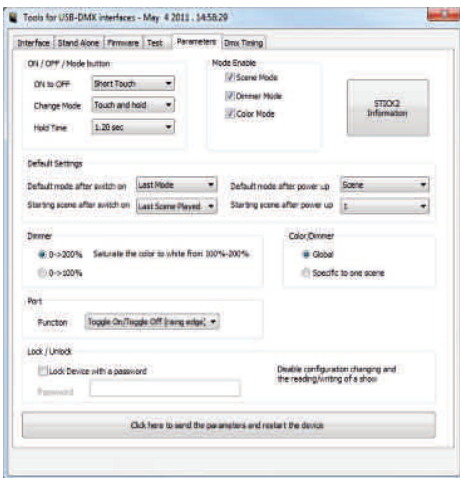 Tools for USB-DMX interfaces - May  4 2011 . 14:58:29
Interface Stand Alone Firmware Test Parameters Dmx Timing
ON / OFF / Mode button
ON to OFF Short Touch
Change Mode Touch and hold
Hold Time 1.20 sec
Mode Enable
Scene Mode
Dimmer Mode
Color Mode
STICK2
Information
Default Settings
Default mode after switch on Last Mode Default mode after power up Scene
Starting scene after switch on Last Scene Played Starting scene after power up 1
Dimmer
0->200% Saturate the color to white from 100%-200%
0->100%
Color/Dimmer
Global
Specific to one scene
Port
Function Toggle On/Toggle Off (rising edge)
Lock / Unlock
Lock Device with a password
Password
Disable configuration changing and
the reading/writing of a show
Click here to send the parameters and restart the device